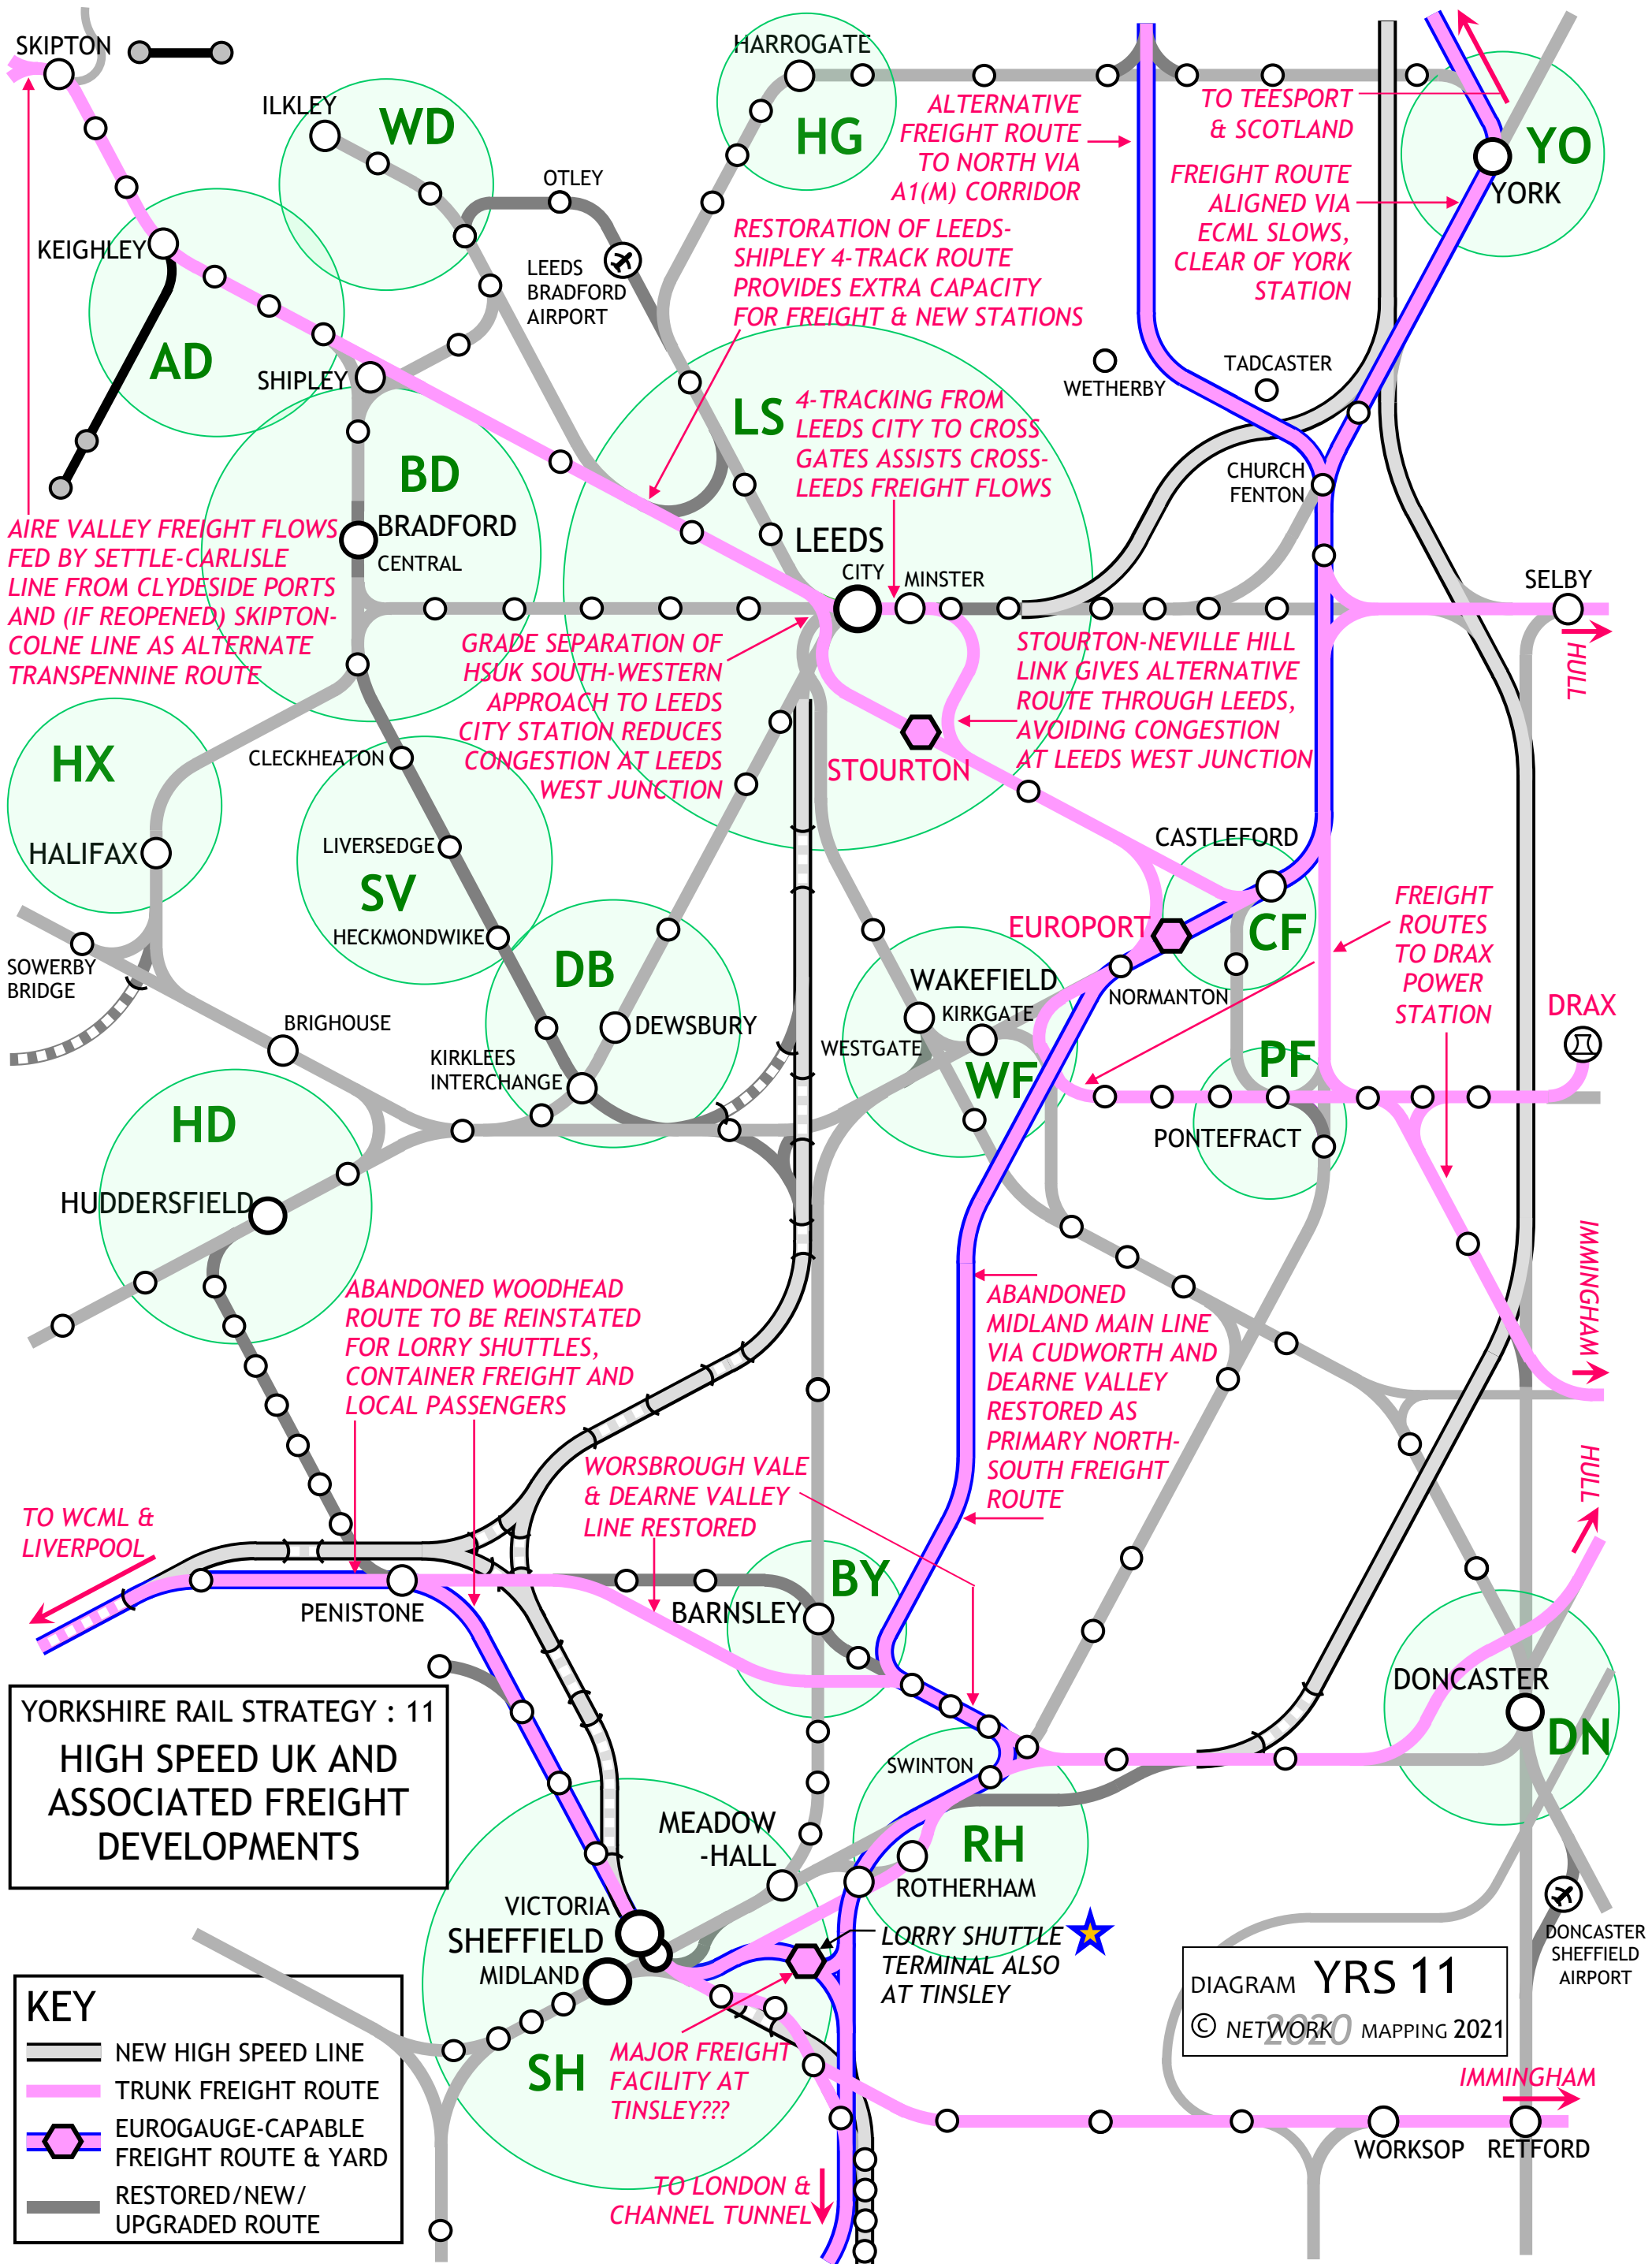 SKIPTON
HARROGATE
ILKLEY
WD
HG
ALTERNATIVE
FREIGHT ROUTE
TO NORTH VIA
A1(M) CORRIDOR
TO TEESPORT
& SCOTLAND
YO
YORK
FREIGHT ROUTE
ALIGNED VIA
ECML SLOWS,
CLEAR OF YORK
STATION
OTLEY
KEIGHLEY
LEEDS
BRADFORD
AIRPORT
RESTORATION OF LEEDS-
SHIPLEY 4-TRACK ROUTE
PROVIDES EXTRA CAPACITY
FOR FREIGHT & NEW STATIONS
AD
SHIPLEY
WETHERBY
TADCASTER
LS
4-TRACKING FROM
LEEDS CITY TO CROSS
GATES ASSISTS CROSS-
LEEDS FREIGHT FLOWS
BD
BRADFORD
CENTRAL
CHURCH
FENTON
AIRE VALLEY FREIGHT FLOWS
FED BY SETTLE-CARLISLE
LINE FROM CLYDESIDE PORTS
AND (IF REOPENED) SKIPTON-
COLNE LINE AS ALTERNATE
TRANSPENNINE ROUTE
LEEDS
CITY
MINSTER
SELBY
HULL
GRADE SEPARATION OF
HSUK SOUTH-WESTERN
APPROACH TO LEEDS
CITY STATION REDUCES
CONGESTION AT LEEDS
WEST JUNCTION
STOURTON-NEVILLE HILL
LINK GIVES ALTERNATIVE
ROUTE THROUGH LEEDS,
AVOIDING CONGESTION
AT LEEDS WEST JUNCTION
STOURTON
HX
HALIFAX
CLECKHEATON
LIVERSEDGE
SV
HECKMONDWIKE
CASTLEFORD
EUROPORT
CF
FREIGHT
ROUTES
TO DRAX
POWER
STATION
SOWERBY
BRIDGE
BRIGHOUSE
DB
DEWSBURY
KIRKLEES
INTERCHANGE
WAKEFIELD
KIRKGATE
WESTGATE
WF
NORMANTON
DRAX
PF
PONTEFRACT
HD
HUDDERSFIELD
IMMINGHAM
ABANDONED WOODHEAD
ROUTE TO BE REINSTATED
FOR LORRY SHUTTLES,
CONTAINER FREIGHT AND
LOCAL PASSENGERS
ABANDONED
MIDLAND MAIN LINE
VIA CUDWORTH AND
DEARNE VALLEY
RESTORED AS
PRIMARY NORTH-
SOUTH FREIGHT
ROUTE
HULL
WORSBROUGH VALE
& DEARNE VALLEY
LINE RESTORED
TO WCML &
LIVERPOOL
PENISTONE
BARNSLEY
BY
DONCASTER
DN
YORKSHIRE RAIL STRATEGY : 11
HIGH SPEED UK AND
ASSOCIATED FREIGHT
DEVELOPMENTS
SWINTON
MEADOW
-HALL
RH
ROTHERHAM
VICTORIA
SHEFFIELD
MIDLAND
LORRY SHUTTLE
TERMINAL ALSO
AT TINSLEY
DONCASTER
SHEFFIELD
AIRPORT
DIAGRAM YRS 11
© NETWORK 2020 MAPPING 2021
KEY
NEW HIGH SPEED LINE
TRUNK FREIGHT ROUTE
EUROGAUGE-CAPABLE
FREIGHT ROUTE & YARD
RESTORED/NEW/
UPGRADED ROUTE
SH
MAJOR FREIGHT
FACILITY AT
TINSLEY???
IMMINGHAM
WORKSOP
RETFORD
TO LONDON &
CHANNEL TUNNEL